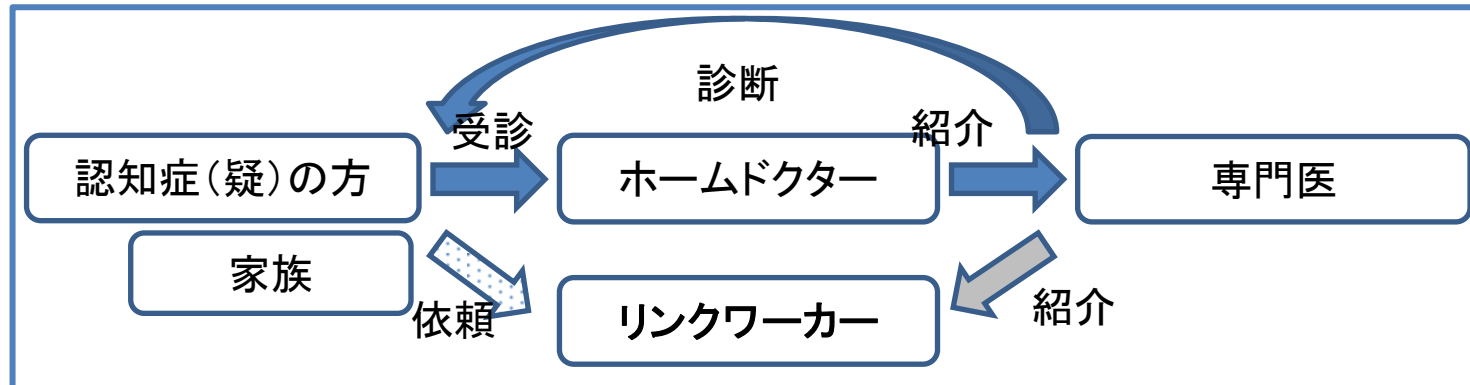 診断
受診
紹介
認知症（疑）の方
ホームドクター
専門医
家族
依頼
リンクワーカー
紹介